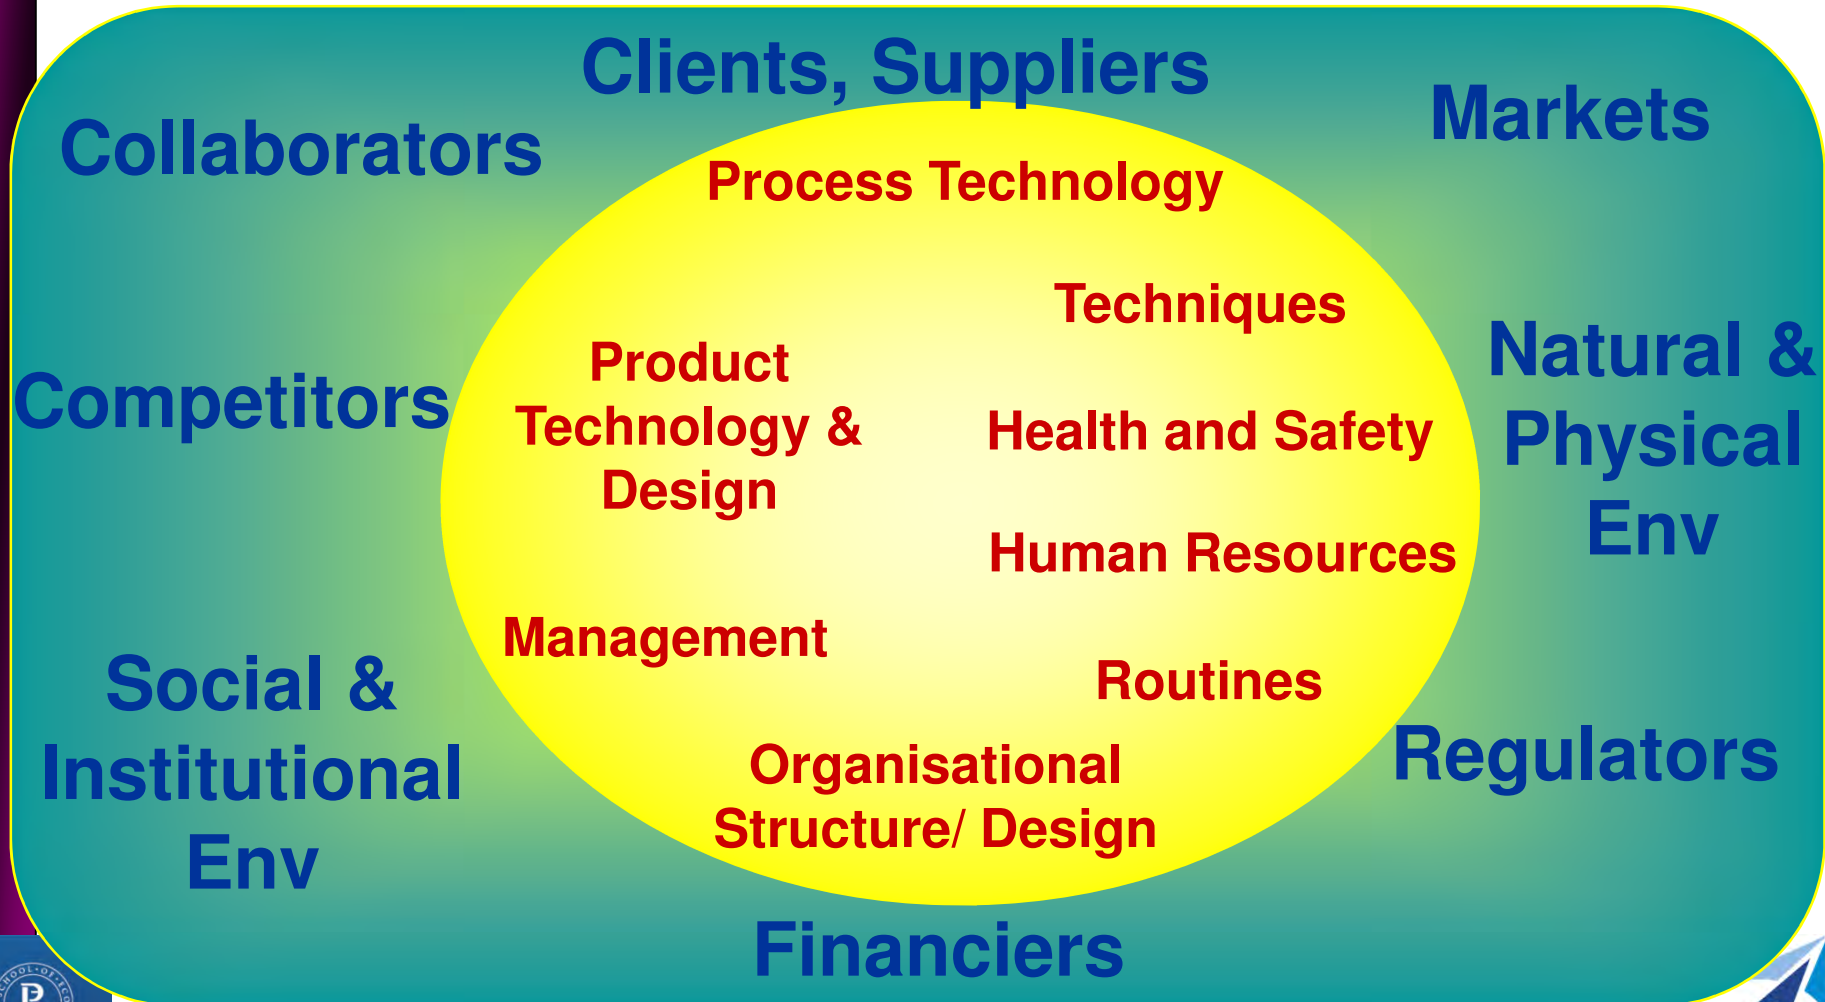 Clients, Suppliers
Markets
Collaborators
Process Technology
Techniques
Product
Technology &
Design
Natural &
Physical
Env
Competitors
Health and Safety
Human Resources
Management
Routines
Social &
Institutional
Env
Regulators
Organisational
Structure/ Design
Financiers